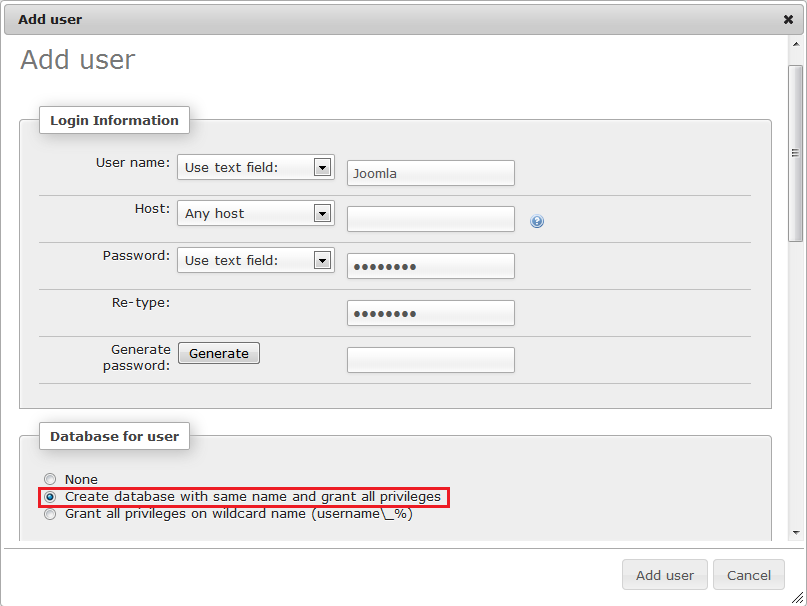 Add user
Add user
Login Information
User name: Use text field: Joomla
Host: Any host
Password: Use text field: ••••••••
Re-type: ••••••••
Generate
password: Generate
Database for user
None
Create database with same name and grant all privileges
Grant all privileges on wildcard name (username\_%)
Add user Cancel